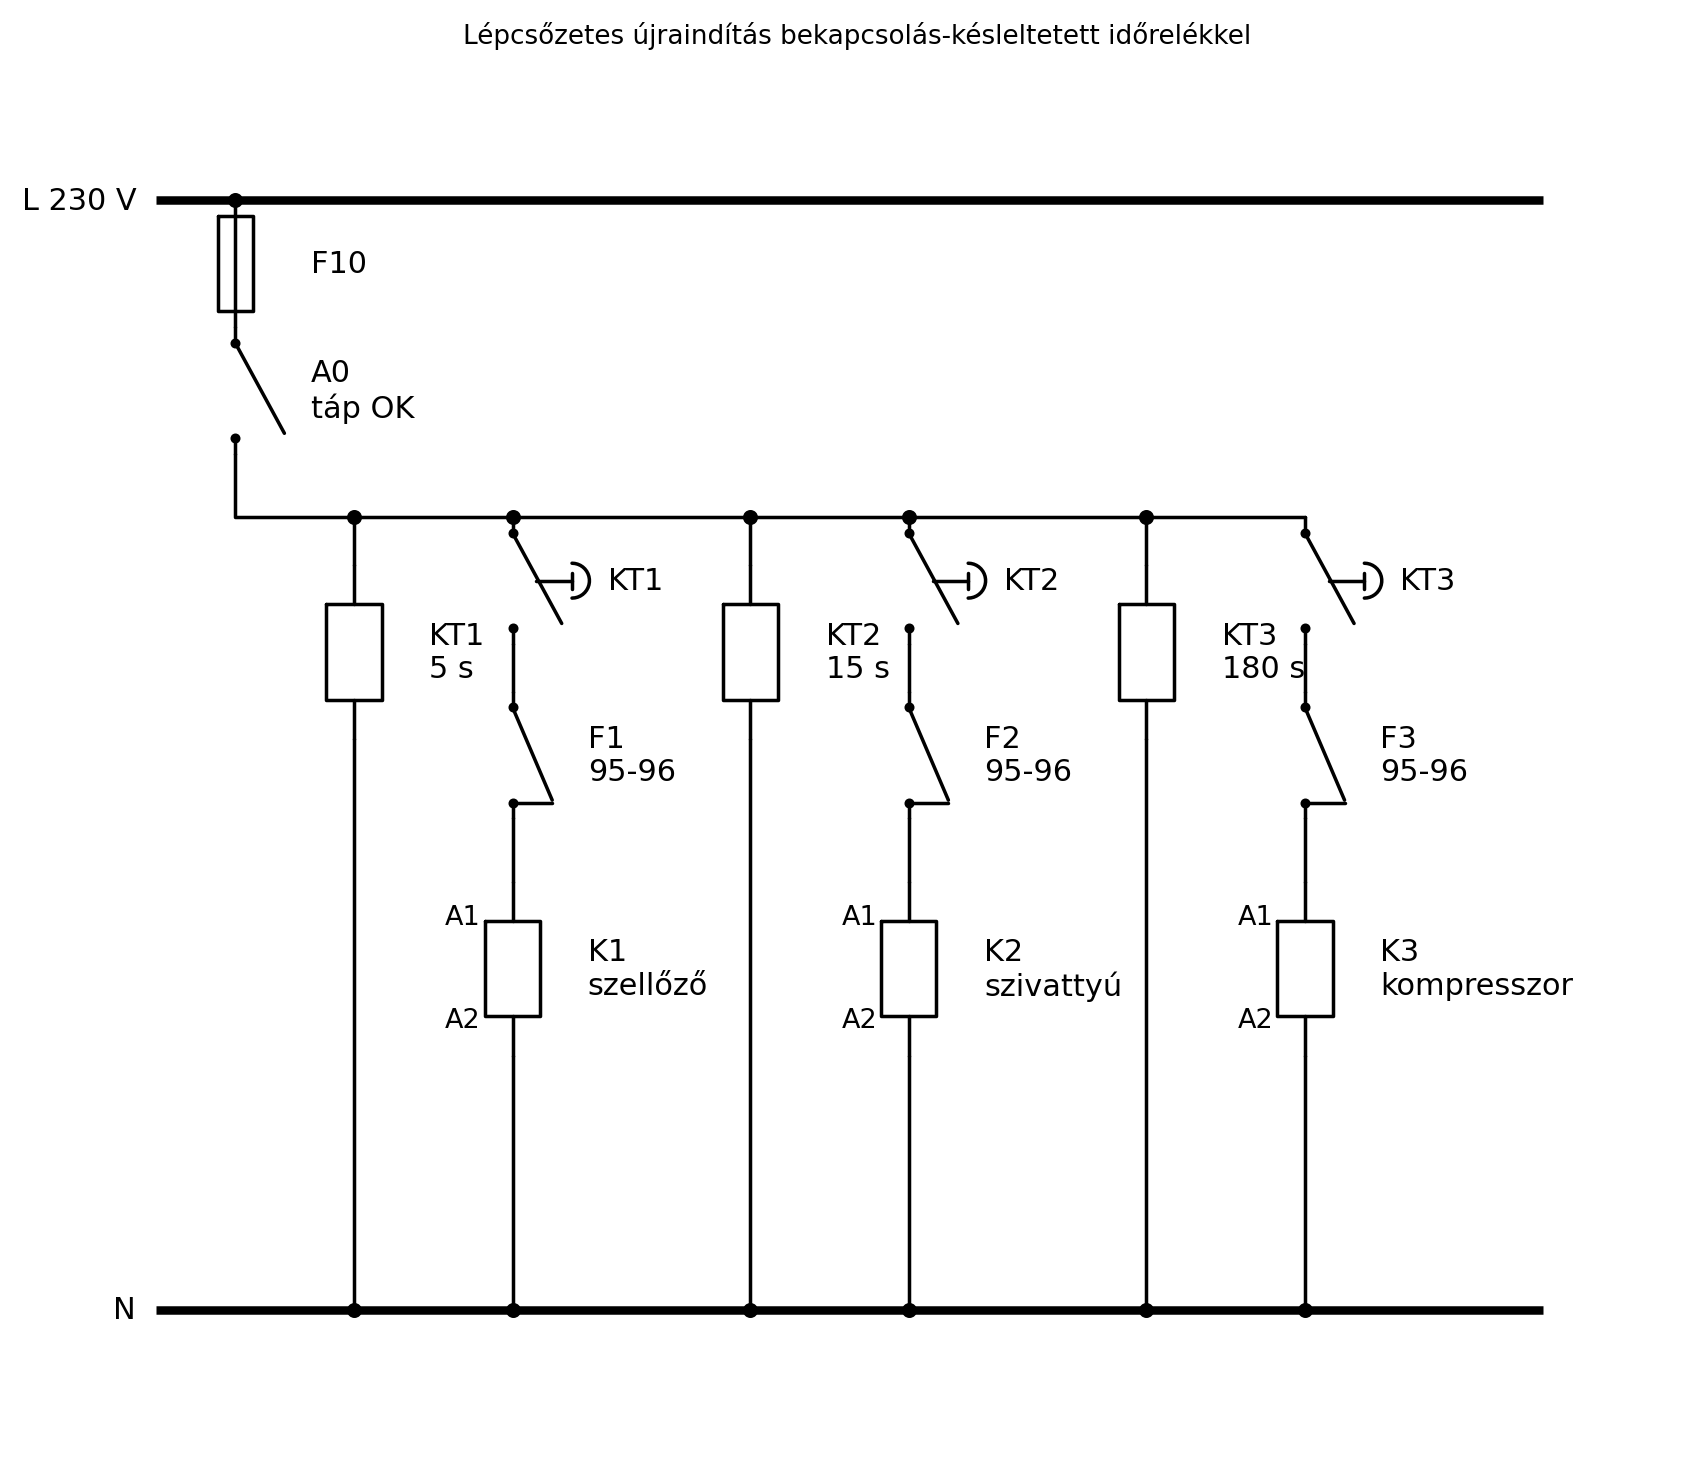 Lépcsőzetes újraindítás bekapcsolás-késleltetett időrelékkel
L 230 V
F10
A0
táp OK
KT1
KT2
KT3
KT1
5 s
KT2
15 s
KT3
180 s
F1
95-96
F2
95-96
F3
95-96
A1
A1
A1
K1
szellőző
K2
szivattyú
K3
kompresszor
A2
A2
A2
N